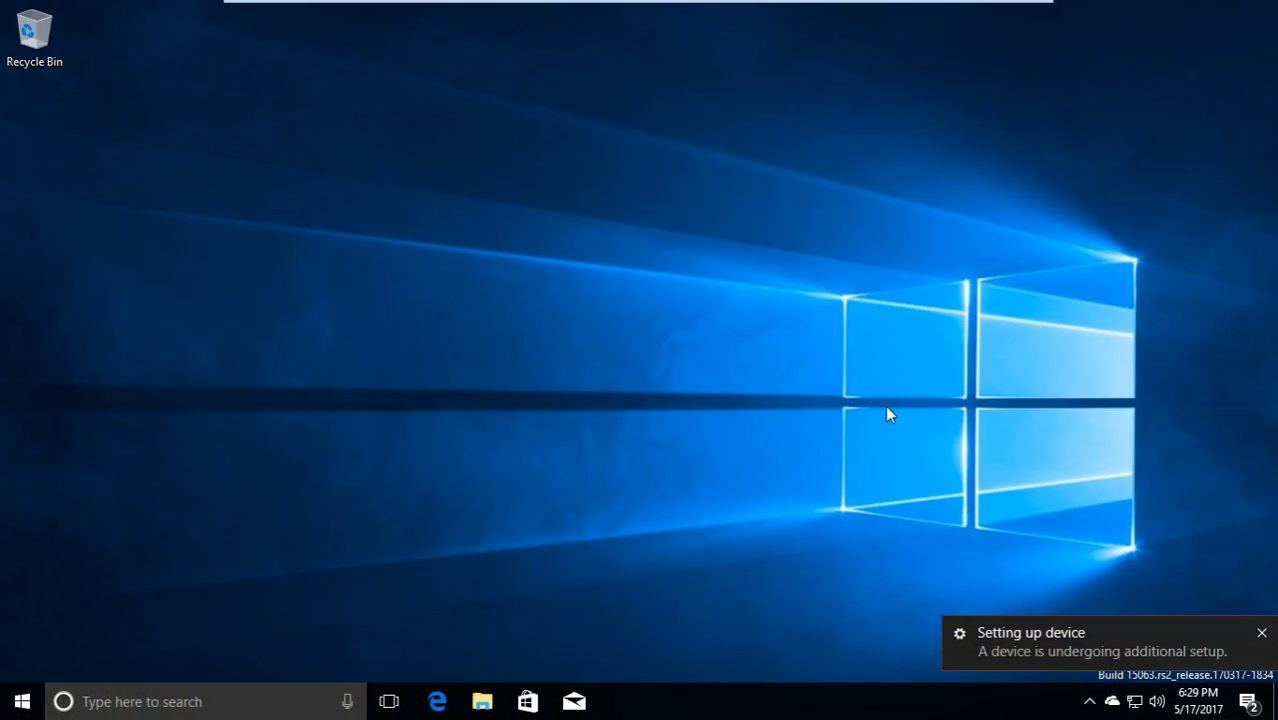 Recycle Bin
Setting up device
A device is undergoing additional setup.
Build 15063.rs2_release.170317-1834
Type here to search
6:29 PM
5/17/2017
2